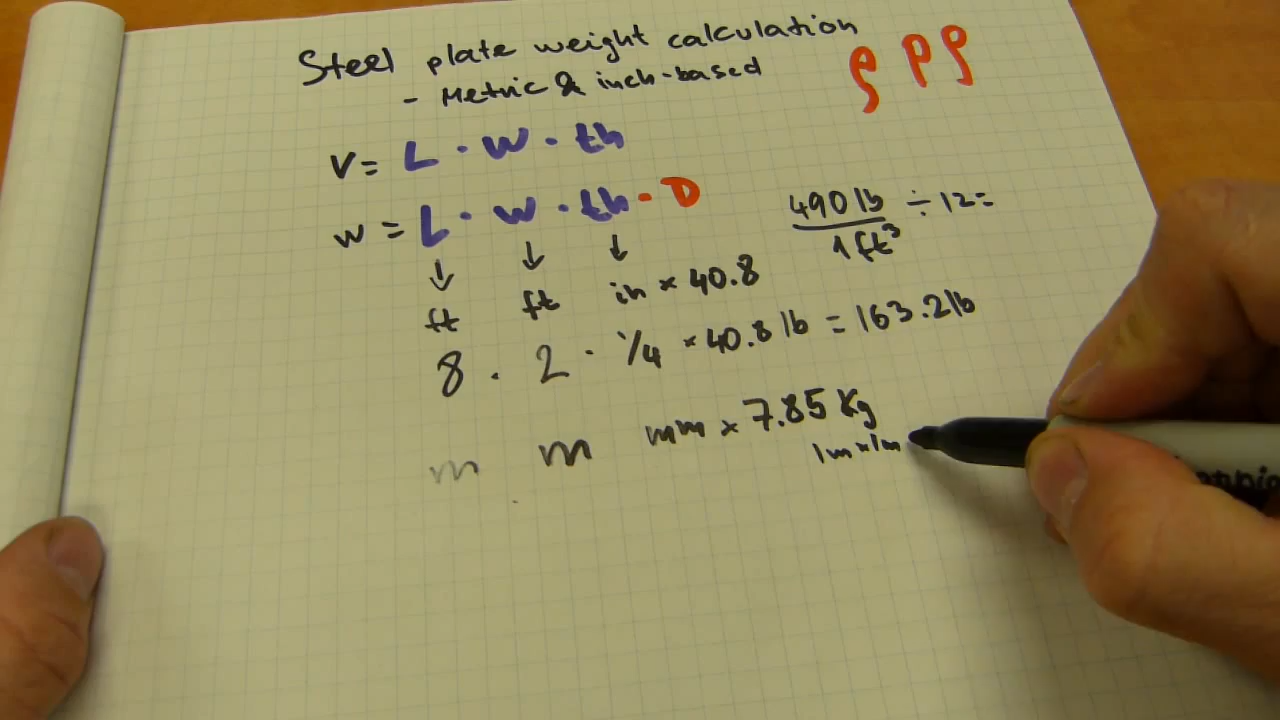 Steel plate weight calculation
- Metric & inch-based
ρ ρ ρ
V = L · W · th
W = L · W · th · D
490 lb / 1 ft³ ÷ 12 =
↓ ↓ ↓
ft ft in × 40.8
8 · 2 · 1/4 × 40.8 lb = 163.2 lb
m m mm × 7.85 Kg
1m×1m